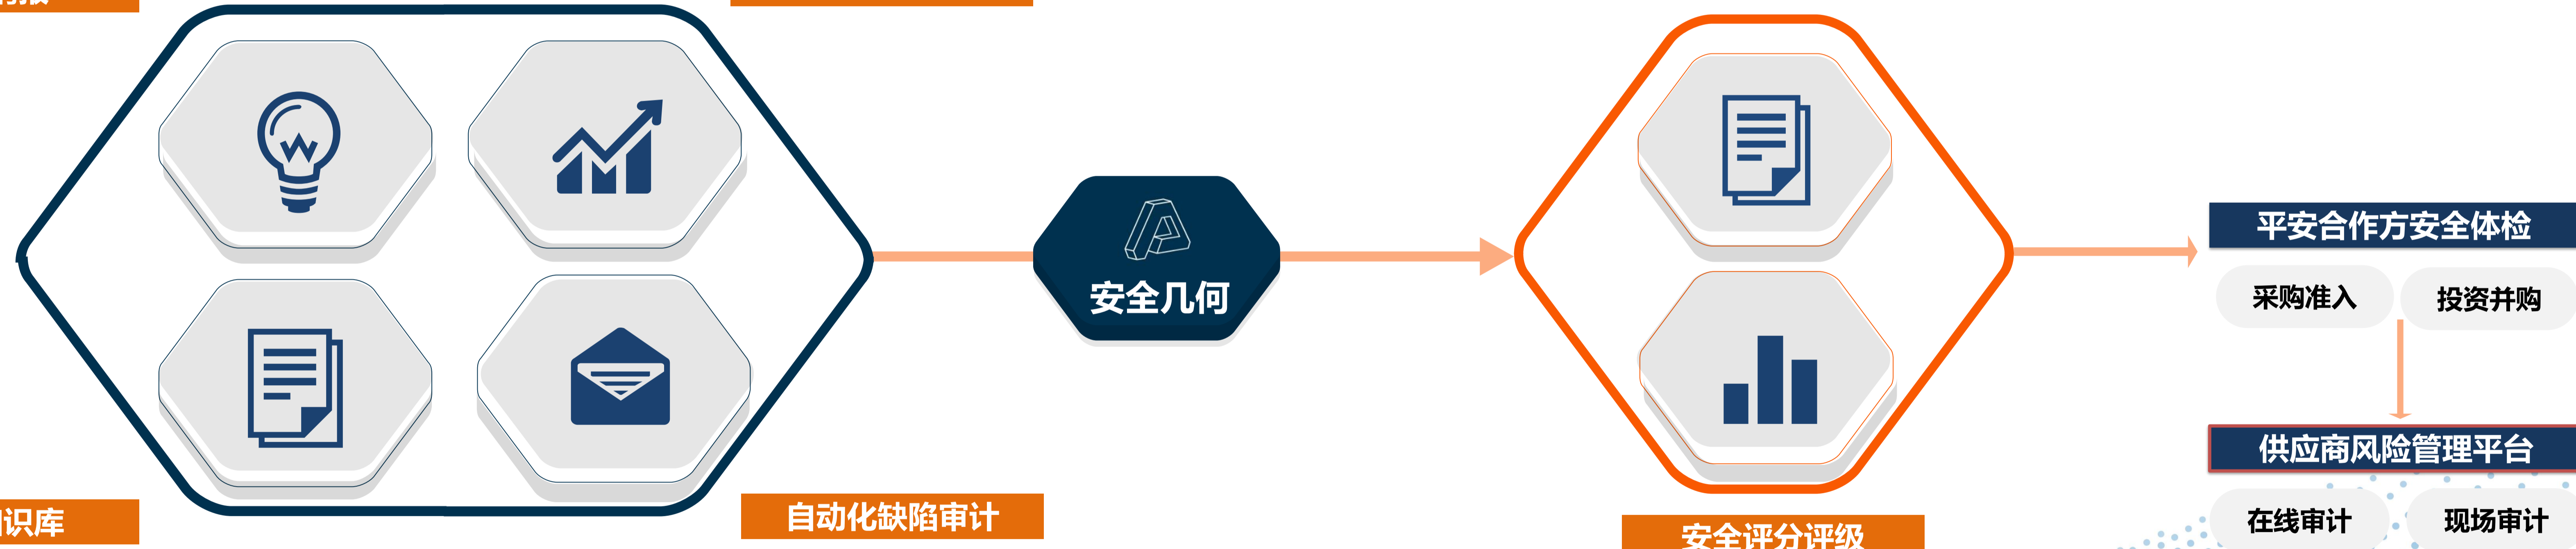 安全几何
平安合作方安全体检
采购准入
投资并购
供应商风险管理平台
在线审计
现场审计
识库
自动化缺陷审计
安全评分评级